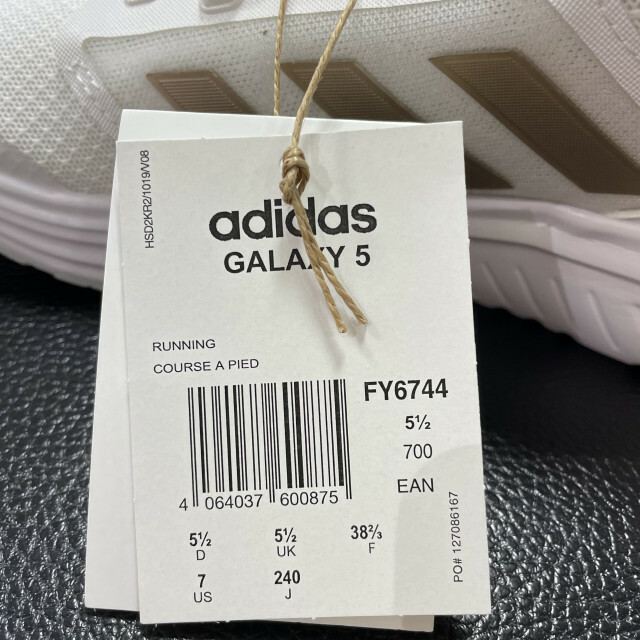 HSD2KR2/1019/V08
adidas
GALAXY 5
RUNNING
COURSE A PIED
FY6744
5½
700
EAN
4 064037 600875
5½ 5½ 38⅔
D UK F
7 240
US J
PO# 127086167